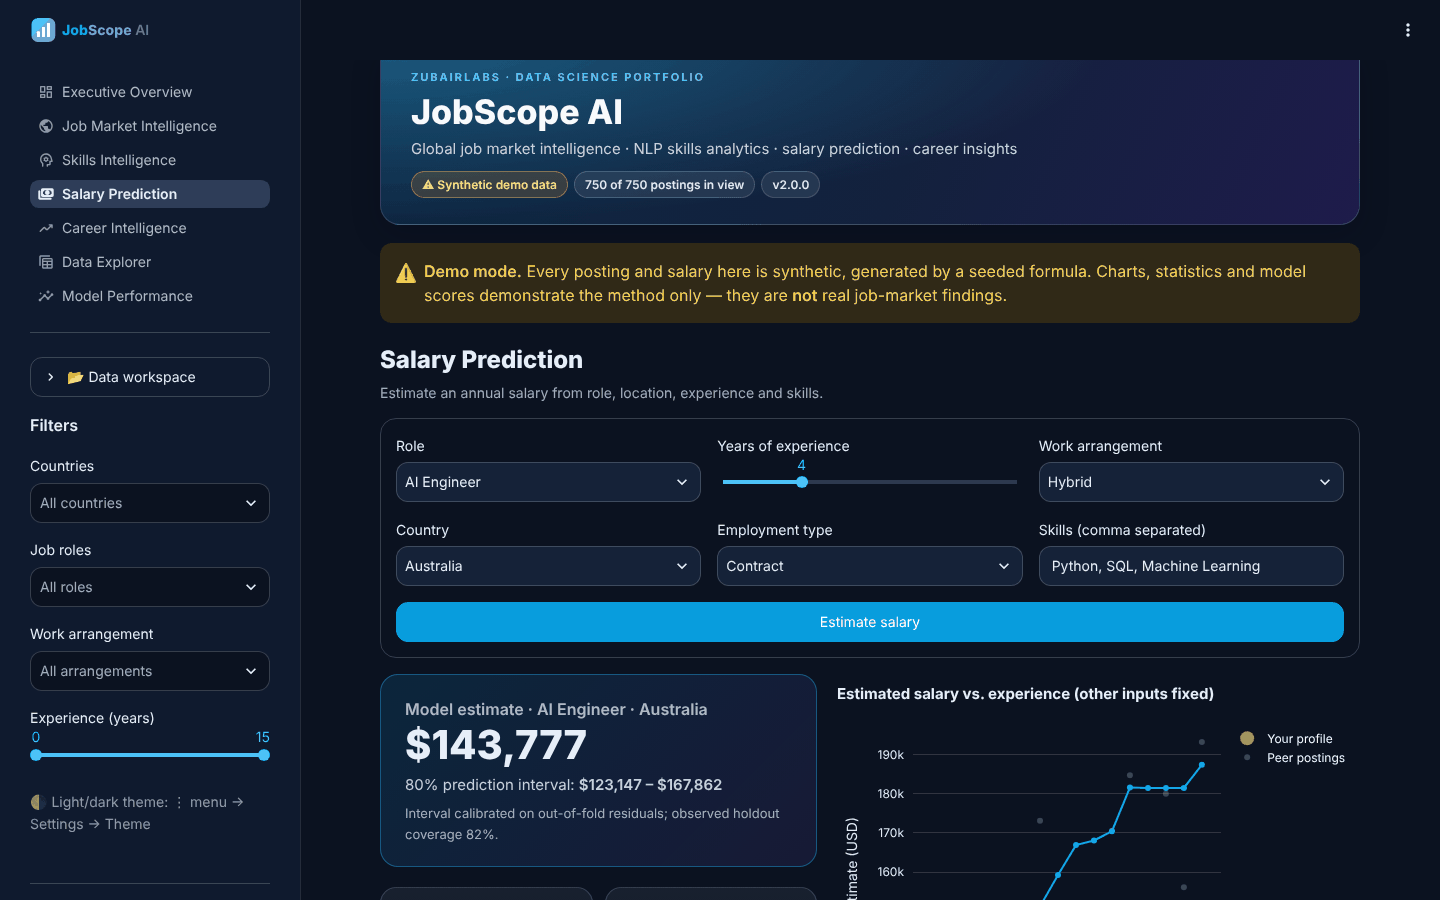 JobScope AI
Executive Overview
Job Market Intelligence
Skills Intelligence
Salary Prediction
Career Intelligence
Data Explorer
Model Performance
Data workspace
Filters
Countries
All countries
Job roles
All roles
Work arrangement
All arrangements
Experience (years)
0 15
Light/dark theme: ⋮ menu →
Settings → Theme
ZUBAIRLABS · DATA SCIENCE PORTFOLIO
JobScope AI
Global job market intelligence · NLP skills analytics · salary prediction · career insights
⚠ Synthetic demo data 750 of 750 postings in view v2.0.0
Demo mode. Every posting and salary here is synthetic, generated by a seeded formula. Charts, statistics and model
scores demonstrate the method only — they are not real job-market findings.
Salary Prediction
Estimate an annual salary from role, location, experience and skills.
Role Years of experience Work arrangement
4
AI Engineer Hybrid
Country Employment type Skills (comma separated)
Australia Contract Python, SQL, Machine Learning
Estimate salary
Model estimate · AI Engineer · Australia
$143,777
80% prediction interval: $123,147 – $167,862
Interval calibrated on out-of-fold residuals; observed holdout
coverage 82%.
Estimated salary vs. experience (other inputs fixed)
Your profile
Peer postings
190k
180k
170k
160k
timate (USD)